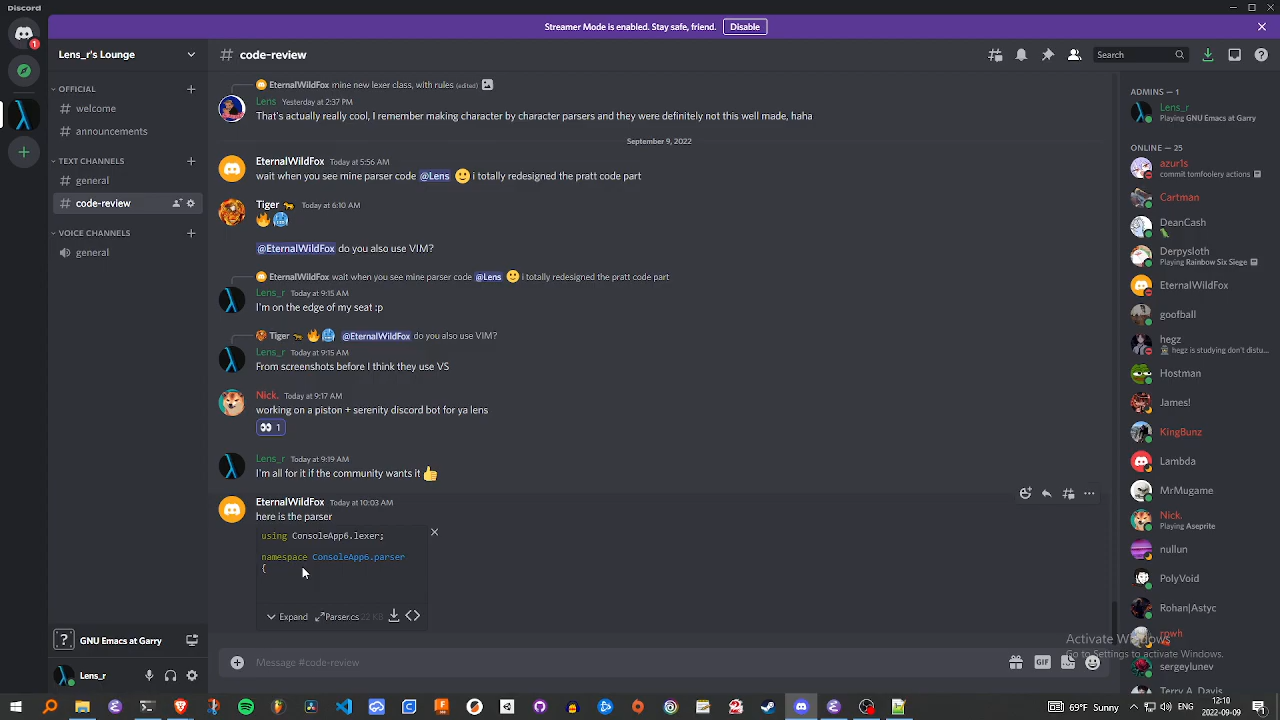 Discord
Streamer Mode is enabled. Stay safe, friend. Disable
1
Lens_r's Lounge
# code-review
Search
OFFICIAL
# welcome
# announcements
TEXT CHANNELS
# general
# code-review
VOICE CHANNELS
general
EternalWildFox mine new lexer class, with rules (edited)
Lens Yesterday at 2:37 PM
That's actually really cool, I remember making character by character parsers and they were definitely not this well made, haha
September 9, 2022
EternalWildFox Today at 5:56 AM
wait when you see mine parser code @Lens 🙂 i totally redesigned the pratt code part
Tiger 🐅 Today at 6:10 AM
🔥🥶
@EternalWildFox do you also use VIM?
EternalWildFox wait when you see mine parser code @Lens 🙂 I totally redesigned the pratt code part
Lens_r Today at 9:15 AM
I'm on the edge of my seat :p
Tiger 🐅 🔥🥶 @EternalWildFox do you also use VIM?
Lens_r Today at 9:15 AM
From screenshots before I think they use VS
Nick. Today at 9:17 AM
working on a piston + serenity discord bot for ya lens
👀 1
Lens_r Today at 9:19 AM
I'm all for it if the community wants it 👍
EternalWildFox Today at 10:03 AM
here is the parser
using ConsoleApp6.lexer;
namespace ConsoleApp6.parser
{
Expand Parser.cs 22 KB
Message #code-review
GIF
ADMINS — 1
Lens_r
Playing GNU Emacs at Garry
ONLINE — 25
azur1s
commit tomfoolery actions
Cartman
DeanCash
Derpysloth
Playing Rainbow Six Siege
EternalWildFox
goofball
hegz
hegz is studying don't distu...
Hostman
James!
KingBunz
Lambda
MrMugame
Nick.
Playing Aseprite
nullun
PolyVoid
Rohan|Astyc
rpwh
sergeylunev
Terry A. Davis
Activate Windows
Go to Settings to activate Windows.
? GNU Emacs at Garry
Lens_r
68°F Sunny
12:10
2022-09-09